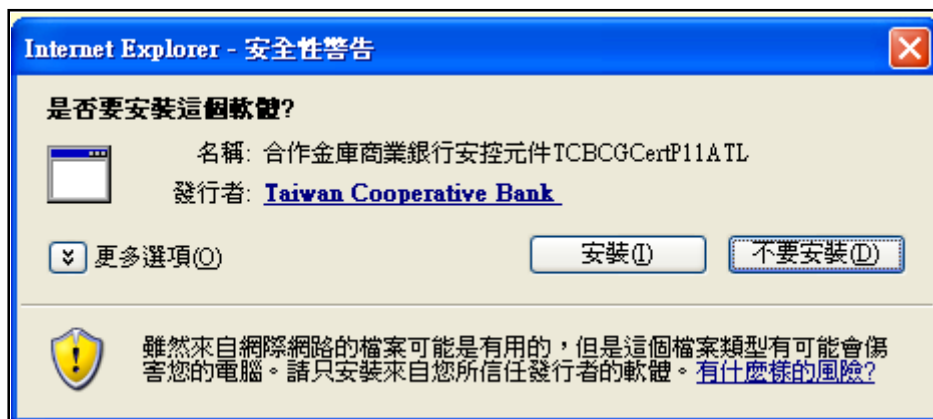 Internet Explorer - 安全性警告
是否要安裝這個軟體?
名稱: 合作金庫商業銀行安控元件TCBCGCertP11ATL
發行者: Taiwan Cooperative Bank
更多選項(O)
安裝(I)
不要安裝(D)
雖然來自網際網路的檔案可能是有用的，但是這個檔案類型有可能會傷
害您的電腦。請只安裝來自您所信任發行者的軟體。有什麼樣的風險?